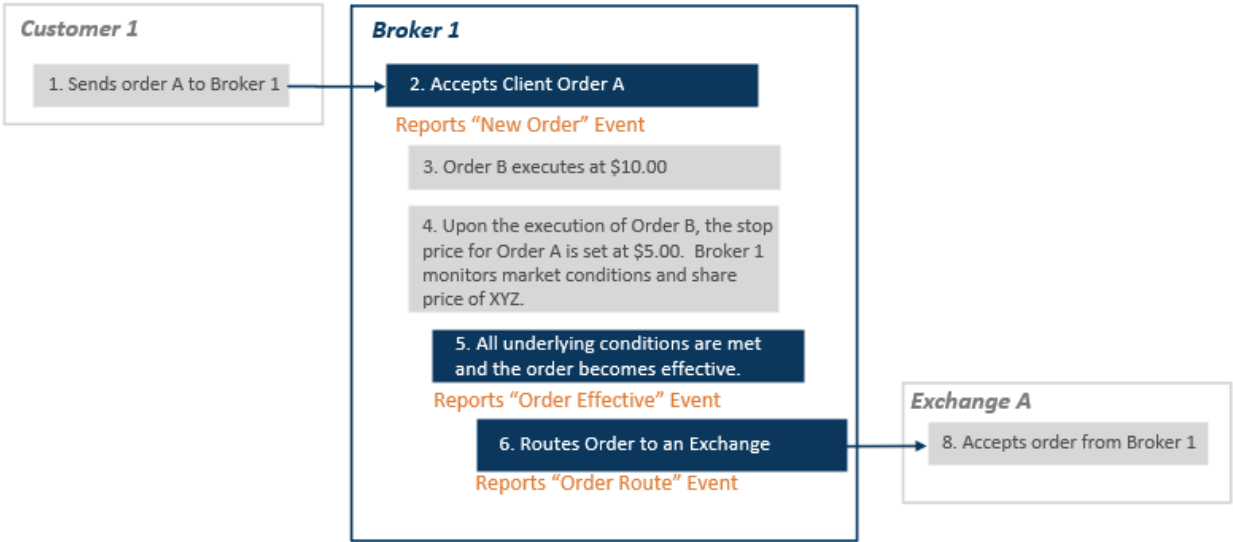 Customer 1
1. Sends order A to Broker 1
Broker 1
2. Accepts Client Order A
Reports “New Order” Event
3. Order B executes at $10.00
4. Upon the execution of Order B, the stop
price for Order A is set at $5.00.  Broker 1
monitors market conditions and share
price of XYZ.
5. All underlying conditions are met
and the order becomes effective.
Reports “Order Effective” Event
6. Routes Order to an Exchange
Reports “Order Route” Event
Exchange A
8. Accepts order from Broker 1